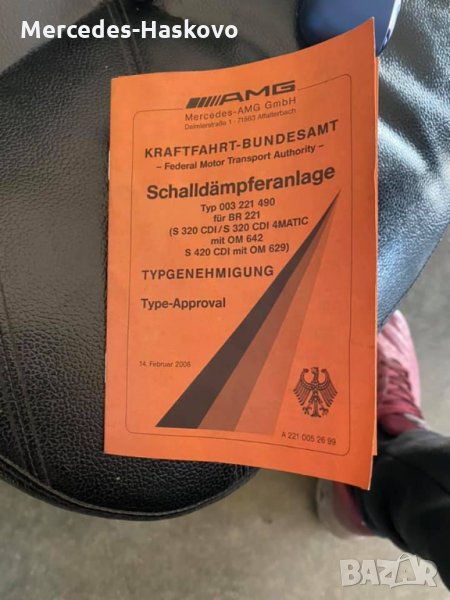 Mercedes-Haskovo
AMG
Mercedes-AMG GmbH
Daimlerstraße 1 · 71563 Affalterbach
KRAFTFAHRT-BUNDESAMT
– Federal Motor Transport Authority –
Schalldämpferanlage
Typ 003 221 490
für BR 221
(S 320 CDI / S 320 CDI 4MATIC
mit OM 642
S 420 CDI mit OM 629)
TYPGENEHMIGUNG
Type-Approval
14. Februar 2006
A 221 005 26 99
BAZAR